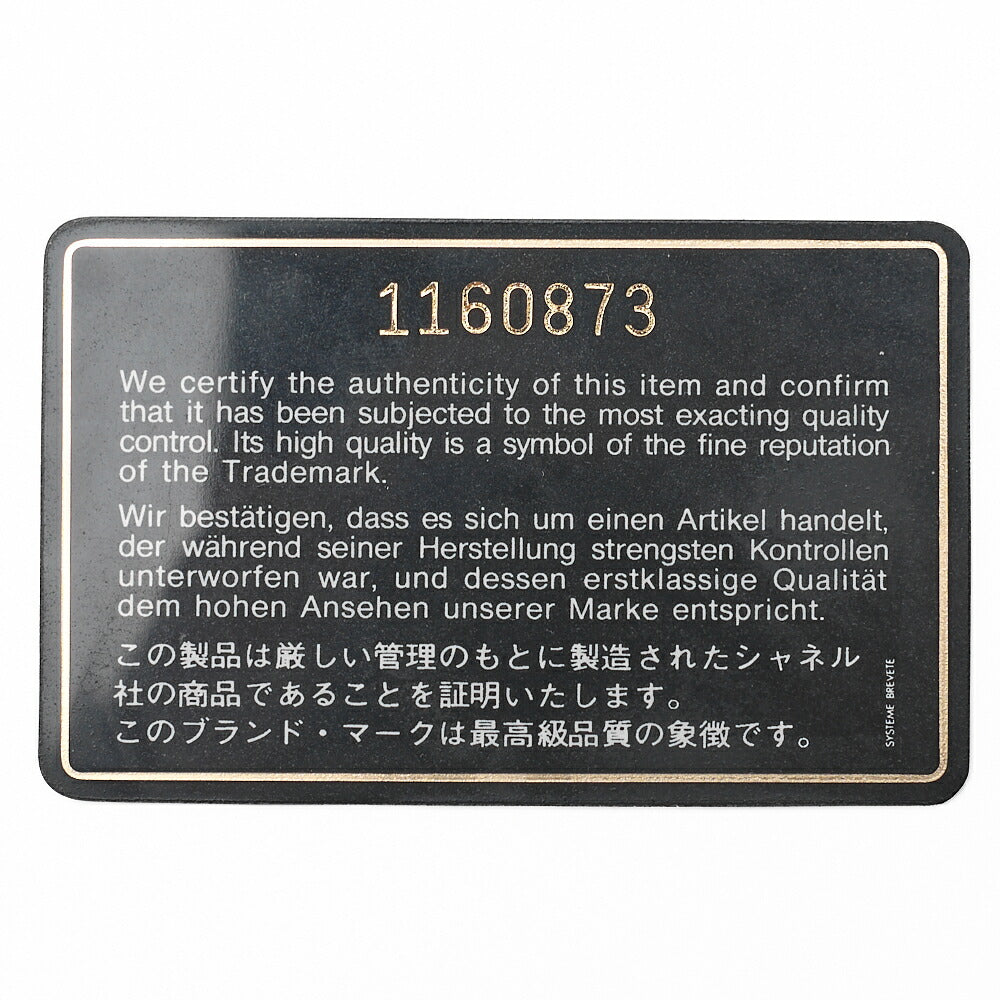 1160873
We certify the authenticity of this item and confirm
that it has been subjected to the most exacting quality
control. Its high quality is a symbol of the fine reputation
of the Trademark.
Wir bestätigen, dass es sich um einen Artikel handelt,
der während seiner Herstellung strengsten Kontrollen
unterworfen war, und dessen erstklassige Qualität
dem hohen Ansehen unserer Marke entspricht.
この製品は厳しい管理のもとに製造されたシャネル
社の商品であることを証明いたします。
このブランド・マークは最高級品質の象徴です。
SYSTEME BREVETE